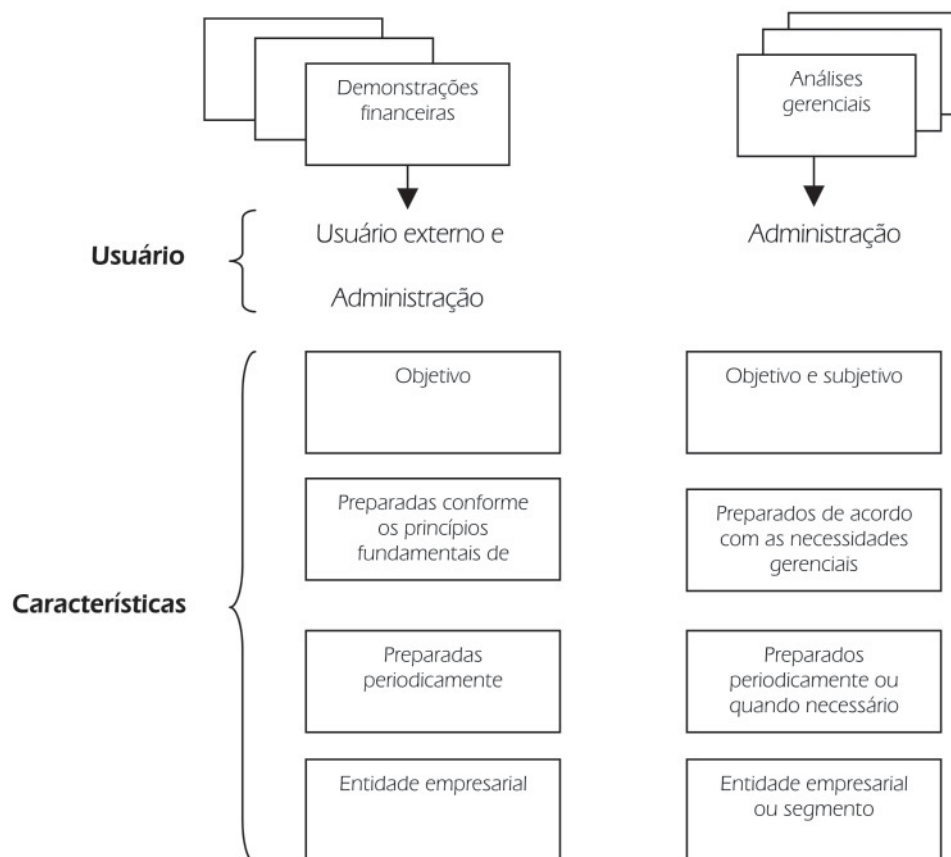 Demonstrações
financeiras
Análises
gerenciais
Usuário
Usuário externo e
Administração
Administração
Característícas
Objetivo
Objetivo e subjetivo
Preparadas conforme
os princípios
fundamentais de
Preparados de acordo
com as necessidades
gerenciais
Preparadas
periodicamente
Preparados
periodicamente ou
quando necessário
Entidade empresarial
Entidade empresarial
ou segmento